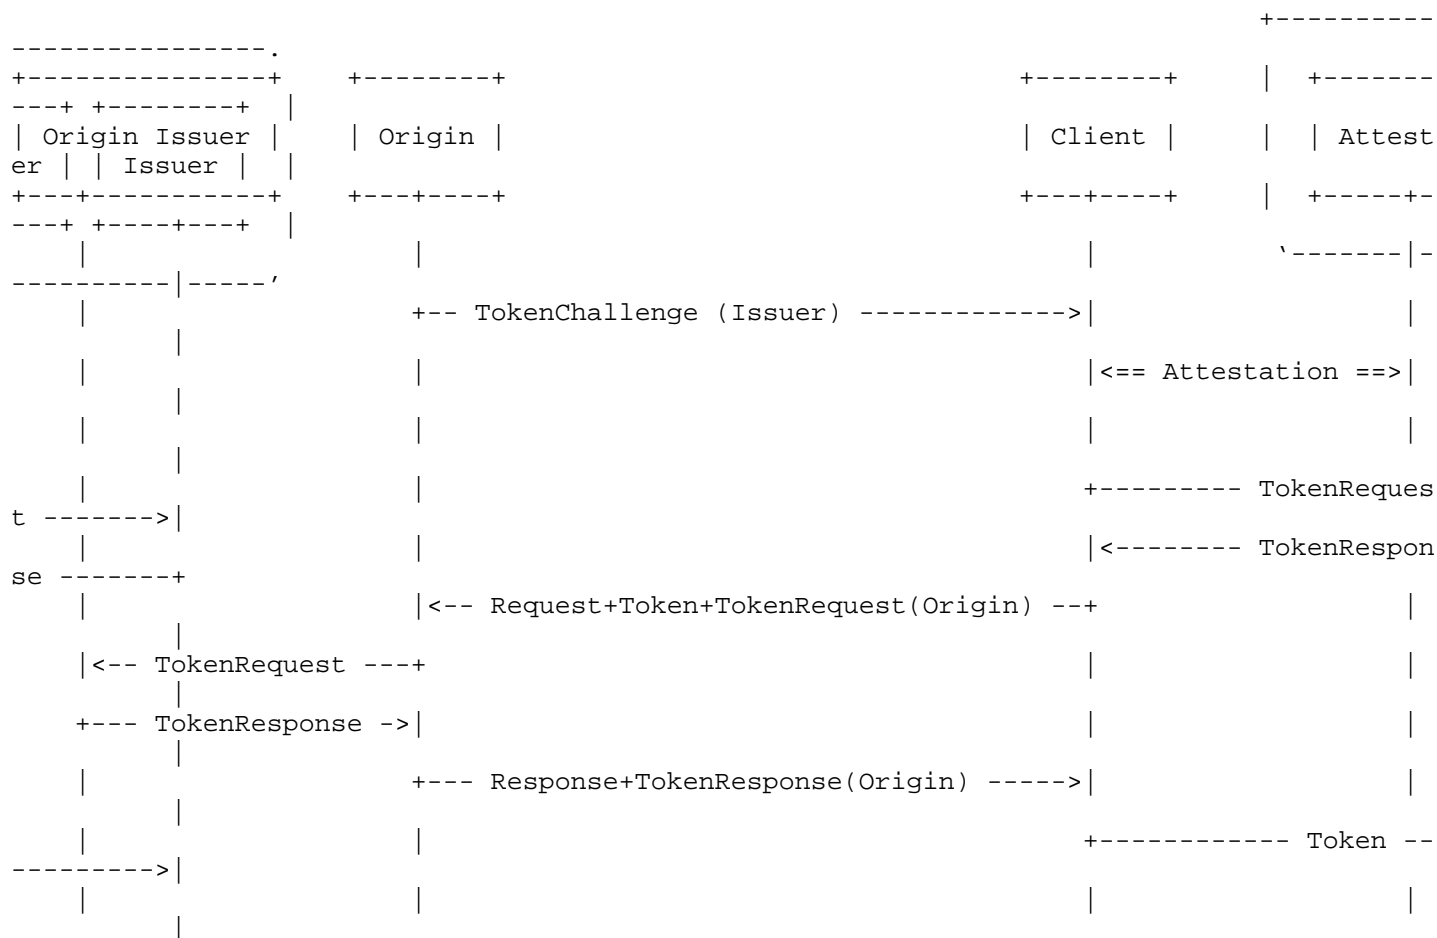 +----------
----------------.
+---------------+    +--------+                                 +--------+     |  +-------
---+ +--------+  |
| Origin Issuer |    | Origin |                                 | Client |     |  | Attest
er | | Issuer |  |
+---+-----------+    +---+----+                                 +---+----+     |  +-----+-
---+ +----+---+  |
    |                    |                                          |           `-------|-
----------|-----'
    |                    +-- TokenChallenge (Issuer) ------------->|                    |
          |
    |                    |                                          |<== Attestation ==>|
          |
    |                    |                                          |                   |
          |
    |                    |                                          +--------- TokenReques
t ------->|
    |                    |                                          |<-------- TokenRespon
se -------+
    |                    |<-- Request+Token+TokenRequest(Origin) --+                    |
          |
    |<-- TokenRequest ---+                                          |                   |
          |
    +--- TokenResponse ->|                                          |                   |
          |
    |                    +--- Response+TokenResponse(Origin) ----->|                    |
          |
    |                    |                                          +------------ Token --
--------->|
    |                    |                                          |                   |
          |